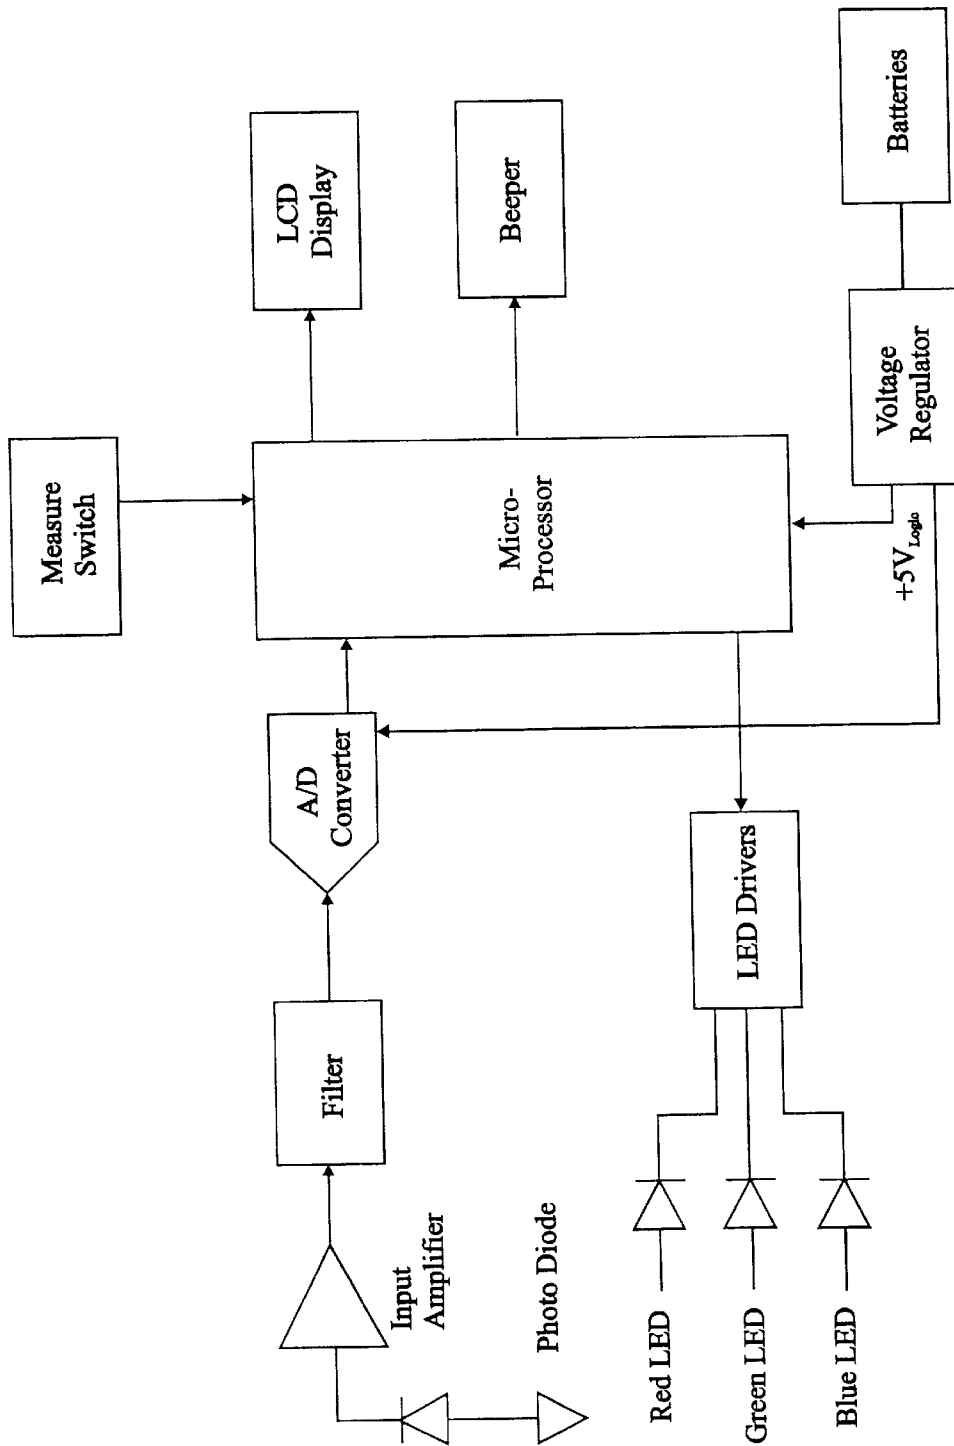 Measure
Switch
LCD
Display
Beeper
Micro-
Processor
A/D
Converter
Filter
Input
Amplifier
Photo Diode
LED Drivers
Red LED
Green LED
Blue LED
+5V Logic
Voltage
Regulator
Batteries